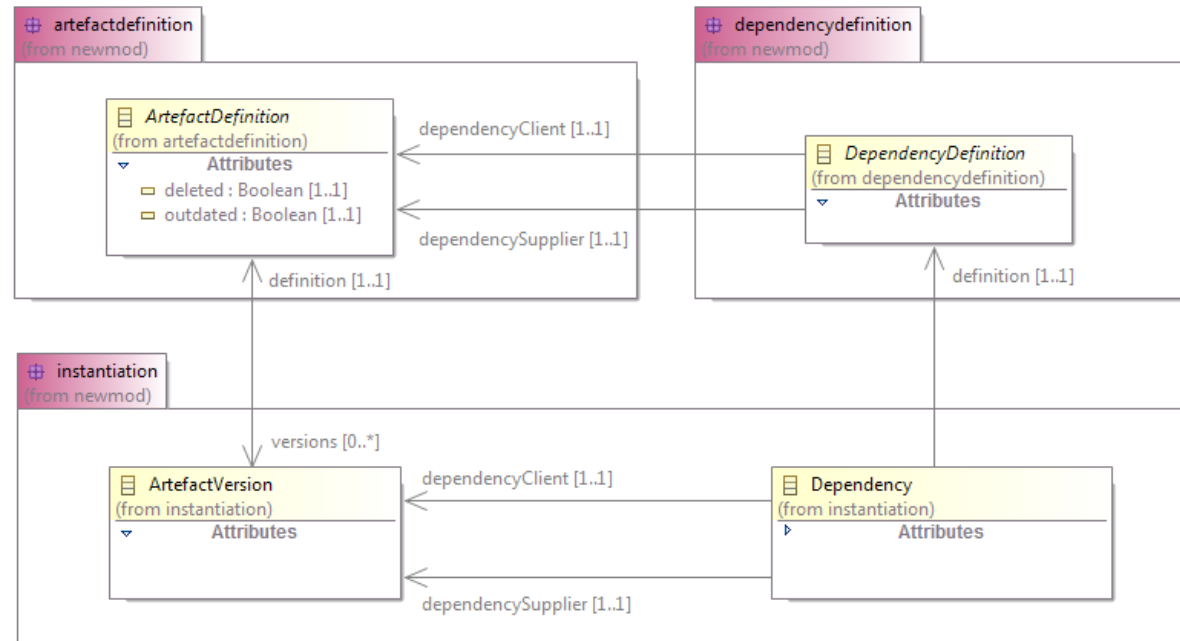 artefactdefinition
(from newmod)
dependencydefinition
(from newmod)
ArtefactDefinition
(from artefactdefinition)
Attributes
deleted : Boolean [1..1]
outdated : Boolean [1..1]
dependencyClient [1..1]
dependencySupplier [1..1]
DependencyDefinition
(from dependencydefinition)
Attributes
definition [1..1]
definition [1..1]
instantiation
(from newmod)
versions [0..*]
ArtefactVersion
(from instantiation)
Attributes
dependencyClient [1..1]
dependencySupplier [1..1]
Dependency
(from instantiation)
Attributes